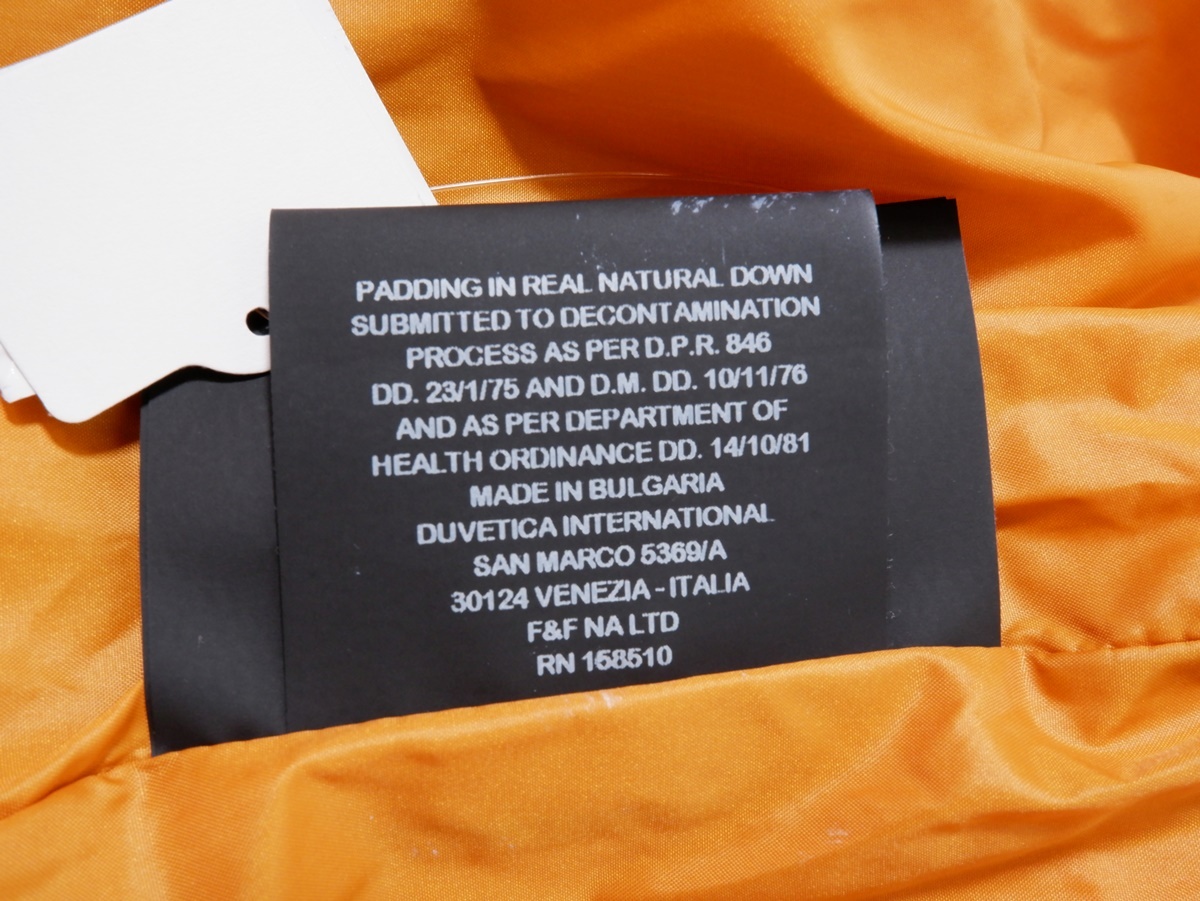 PADDING IN REAL NATURAL DOWN
SUBMITTED TO DECONTAMINATION
PROCESS AS PER D.P.R. 846
DD. 23/1/75 AND D.M. DD. 10/11/76
AND AS PER DEPARTMENT OF
HEALTH ORDINANCE DD. 14/10/81
MADE IN BULGARIA
DUVETICA INTERNATIONAL
SAN MARCO 5369/A
30124 VENEZIA - ITALIA
F&F NA LTD
RN 158510